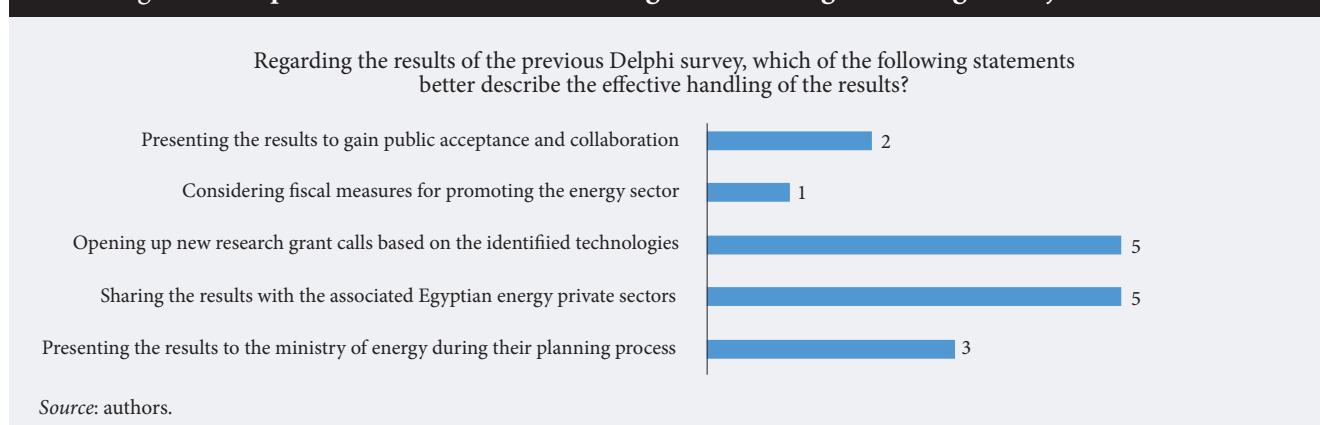 Regarding the results of the previous Delphi survey, which of the following statements
better describe the effective handling of the results?
Presenting the results to gain public acceptance and collaboration
2
Considering fiscal measures for promoting the energy sector
1
Opening up new research grant calls based on the identifiied technologies
5
Sharing the results with the associated Egyptian energy private sectors
5
Presenting the results to the ministry of energy during their planning process
3
Source: authors.